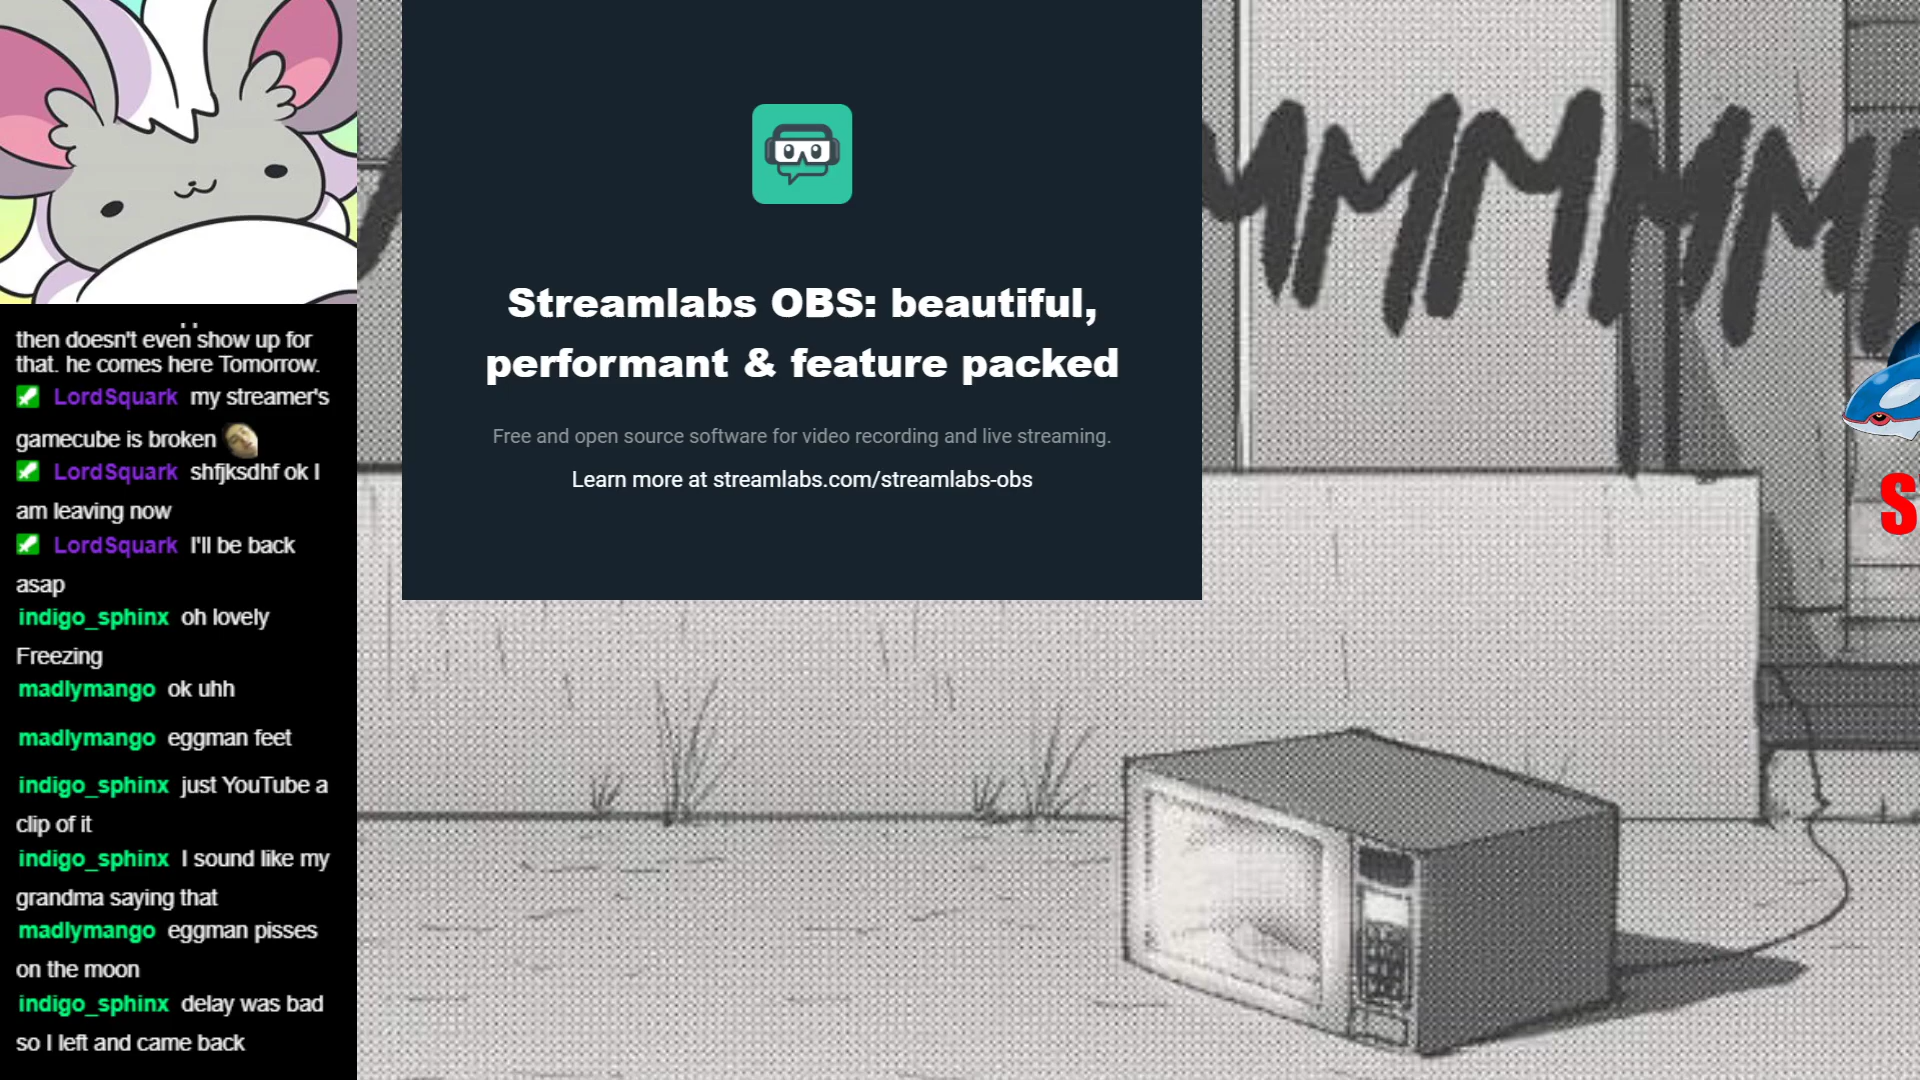 then doesn't even show up for
that. he comes here Tomorrow.
LordSquark my streamer's
gamecube is broken
LordSquark shfjksdhf ok I
am leaving now
LordSquark I'll be back
asap
indigo_sphinx oh lovely
Freezing
madlymango ok uhh
madlymango eggman feet
indigo_sphinx just YouTube a
clip of it
indigo_sphinx I sound like my
grandma saying that
madlymango eggman pisses
on the moon
indigo_sphinx delay was bad
so I left and came back
Streamlabs OBS: beautiful,
performant & feature packed
Free and open source software for video recording and live streaming.
Learn more at streamlabs.com/streamlabs-obs